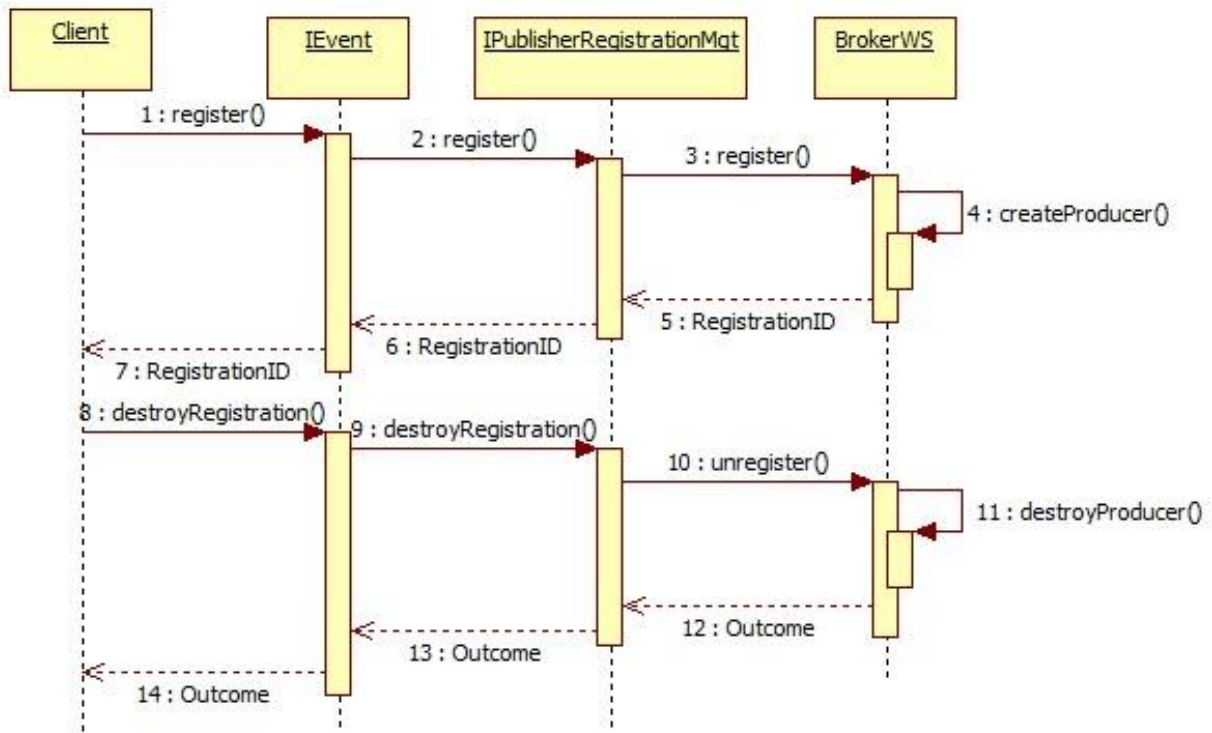 Client
IEvent
IPublisherRegistrationMgt
BrokerWS
1 : register()
2 : register()
3 : register()
4 : createProducer()
5 : RegistrationID
6 : RegistrationID
7 : RegistrationID
8 : destroyRegistration()
9 : destroyRegistration()
10 : unregister()
11 : destroyProducer()
12 : Outcome
13 : Outcome
14 : Outcome